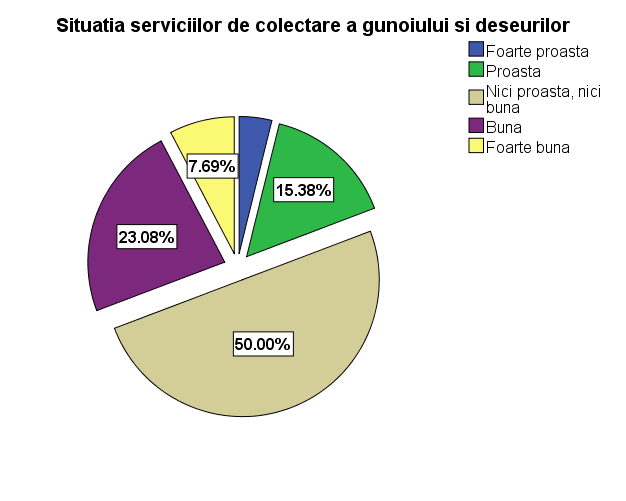 Situatia serviciilor de colectare a gunoiului si deseurilor
Foarte proasta
Proasta
Nici proasta, nici
buna
Buna
Foarte buna
7.69%
15.38%
23.08%
50.00%